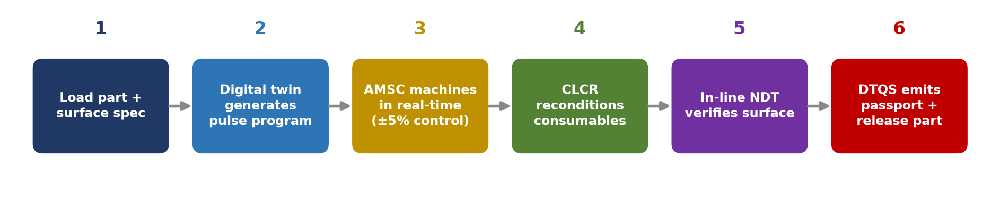 1
2
3
4
5
6
Load part +
surface spec
Digital twin
generates
pulse program
AMSC machines
in real-time
(±5% control)
CLCR
reconditions
consumables
In-line NDT
verifies surface
DTQS emits
passport +
release part